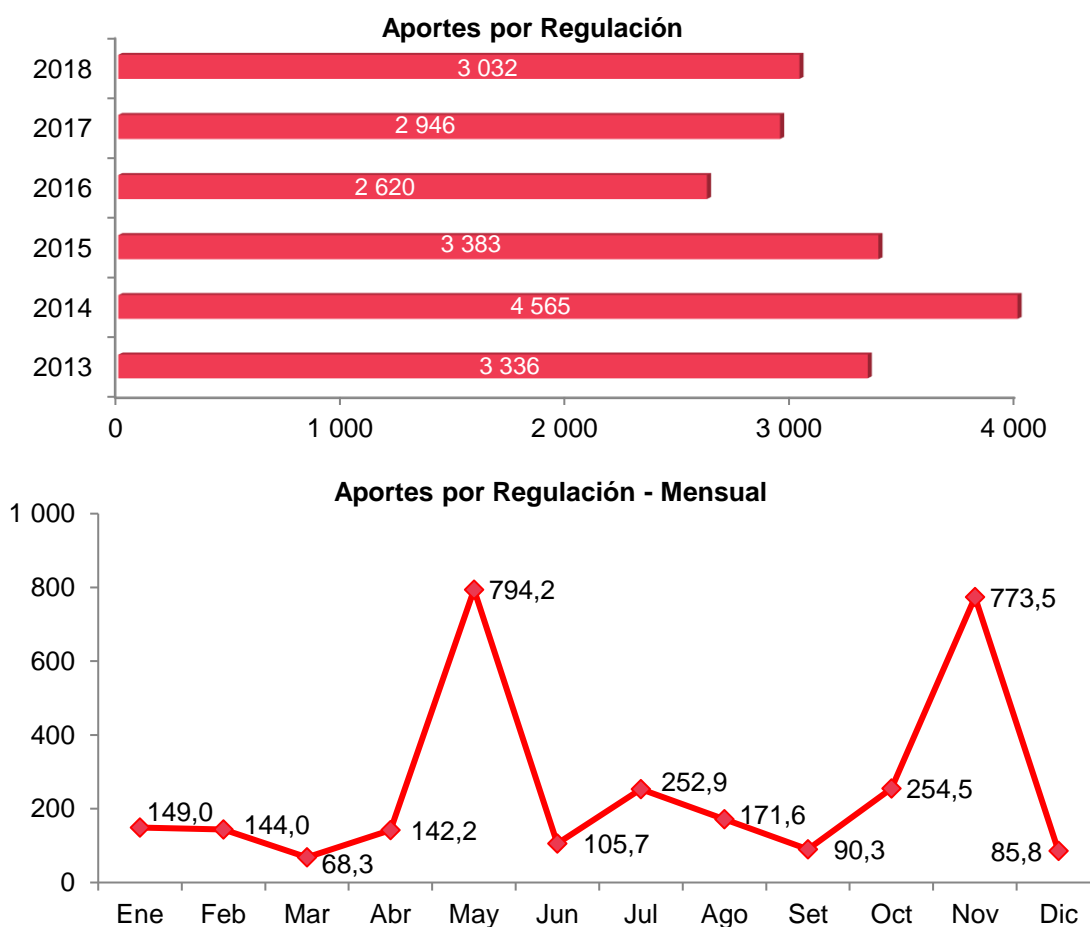 Aportes por Regulación
2018 3 032
2017 2 946
2016 2 620
2015 3 383
2014 4 565
2013 3 336
0 1 000 2 000 3 000 4 000
Aportes por Regulación - Mensual
1 000
800 794,2 773,5
600
400
200 149,0 144,0 68,3 142,2 105,7 252,9 171,6 90,3 254,5 85,8
0
Ene Feb Mar Abr May Jun Jul Ago Set Oct Nov Dic